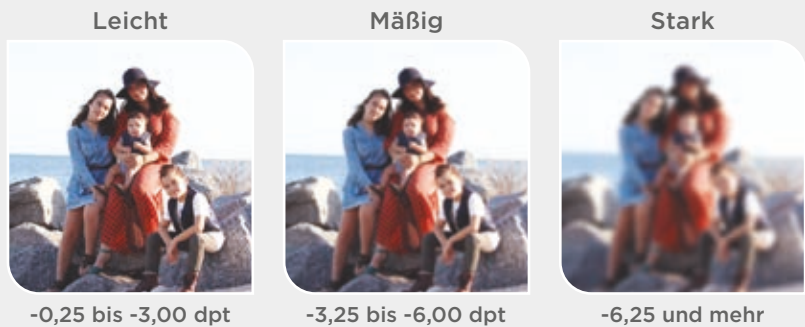 Leicht
Mäßig
Stark
-0,25 bis -3,00 dpt
-3,25 bis -6,00 dpt
-6,25 und mehr